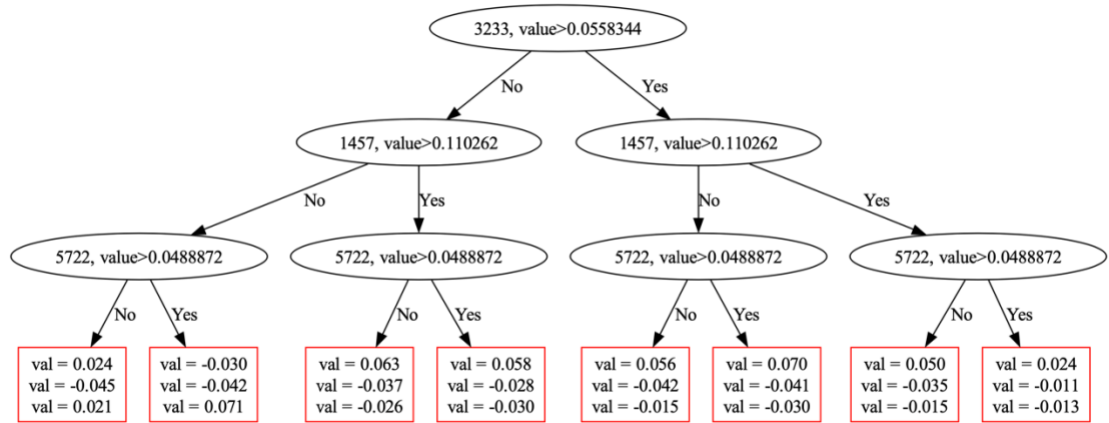 3233, value>0.0558344
No
Yes
1457, value>0.110262
1457, value>0.110262
No
Yes
No
Yes
5722, value>0.0488872
5722, value>0.0488872
5722, value>0.0488872
5722, value>0.0488872
No
Yes
No
Yes
No
Yes
No
Yes
val = 0.024
val = -0.045
val = 0.021
val = -0.030
val = -0.042
val = 0.071
val = 0.063
val = -0.037
val = -0.026
val = 0.058
val = -0.028
val = -0.030
val = 0.056
val = -0.042
val = -0.015
val = 0.070
val = -0.041
val = -0.030
val = 0.050
val = -0.035
val = -0.015
val = 0.024
val = -0.011
val = -0.013